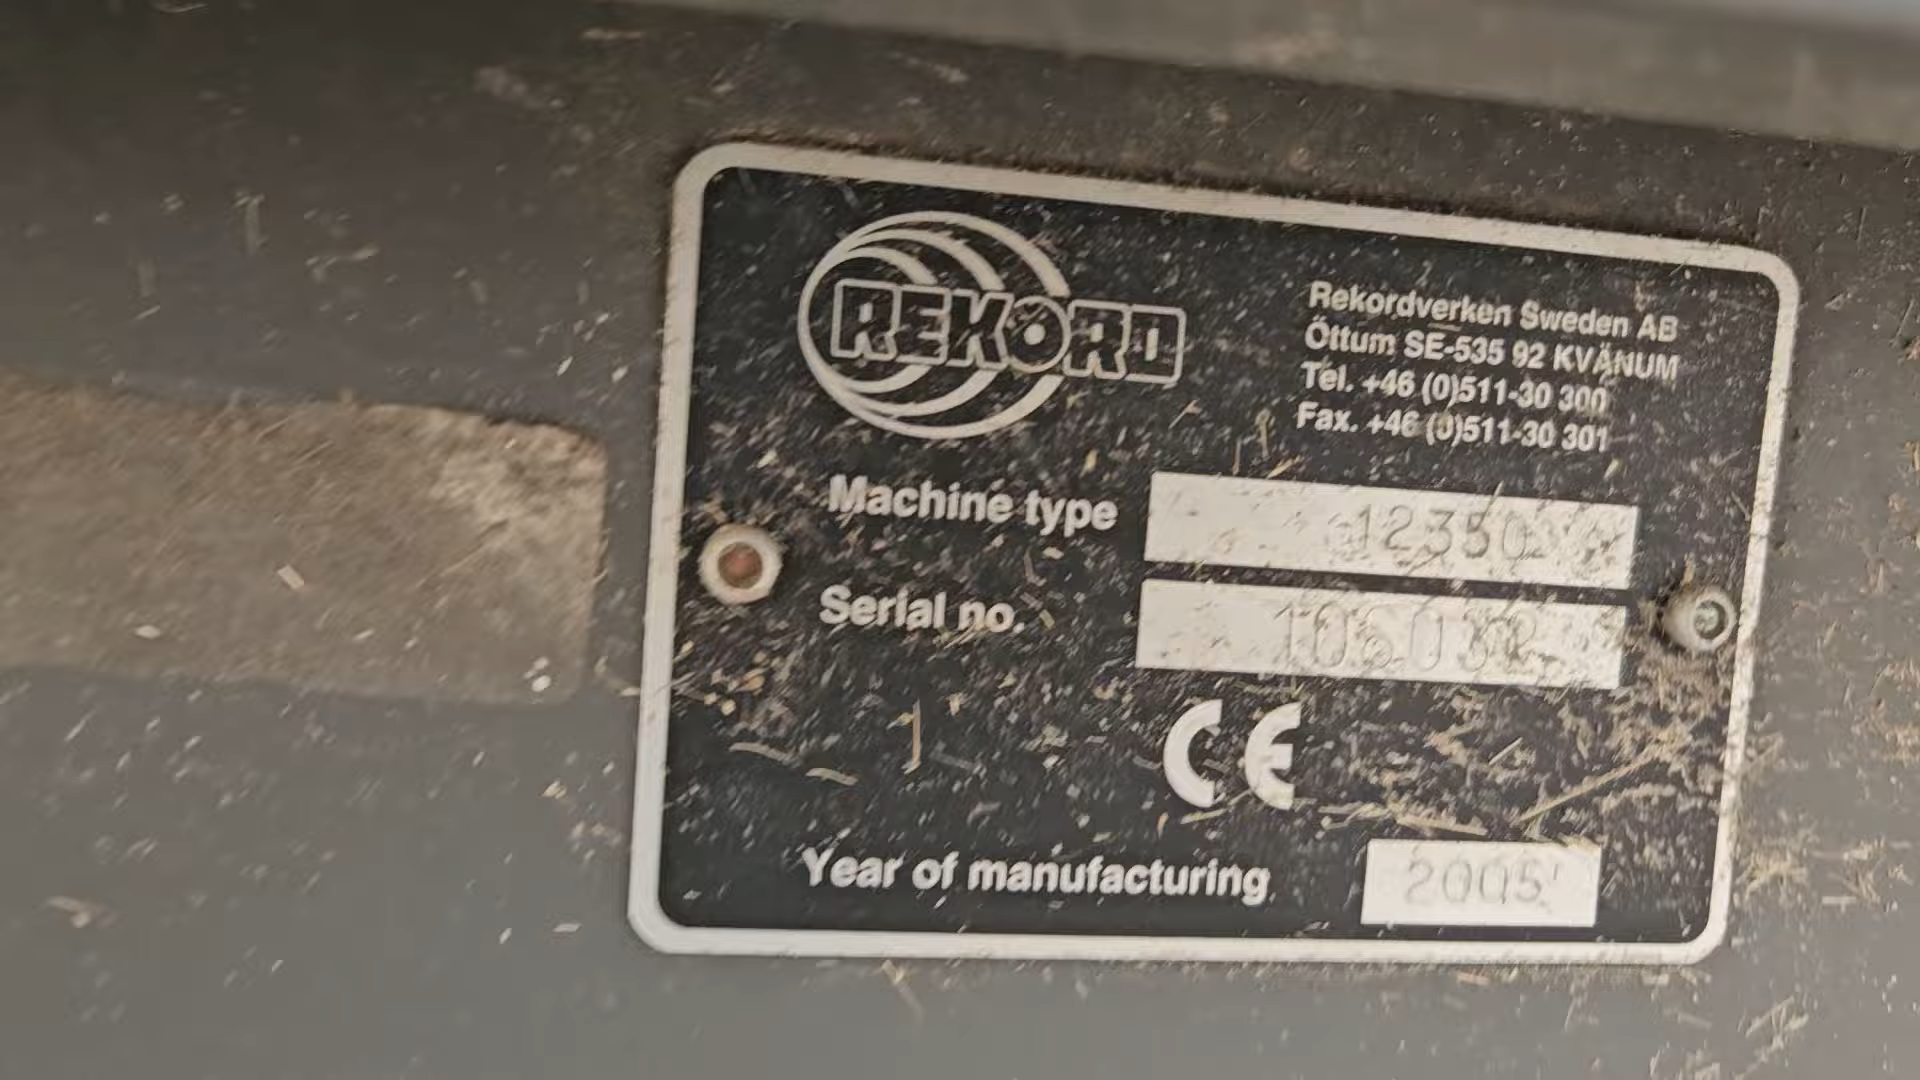 REKORD
Rekordverken Sweden AB
Öttum SE-535 92 KVÄNUM
Tel. +46 (0)511-30 300
Fax. +46 (0)511-30 301
Machine type 12350
Serial no.
CE
Year of manufacturing 2005